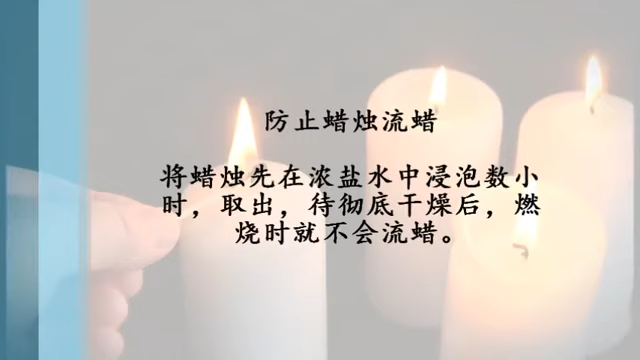 防止蜡烛流蜡
将蜡烛先在浓盐水中浸泡数小
时，取出，待彻底干燥后，燃
烧时就不会流蜡。